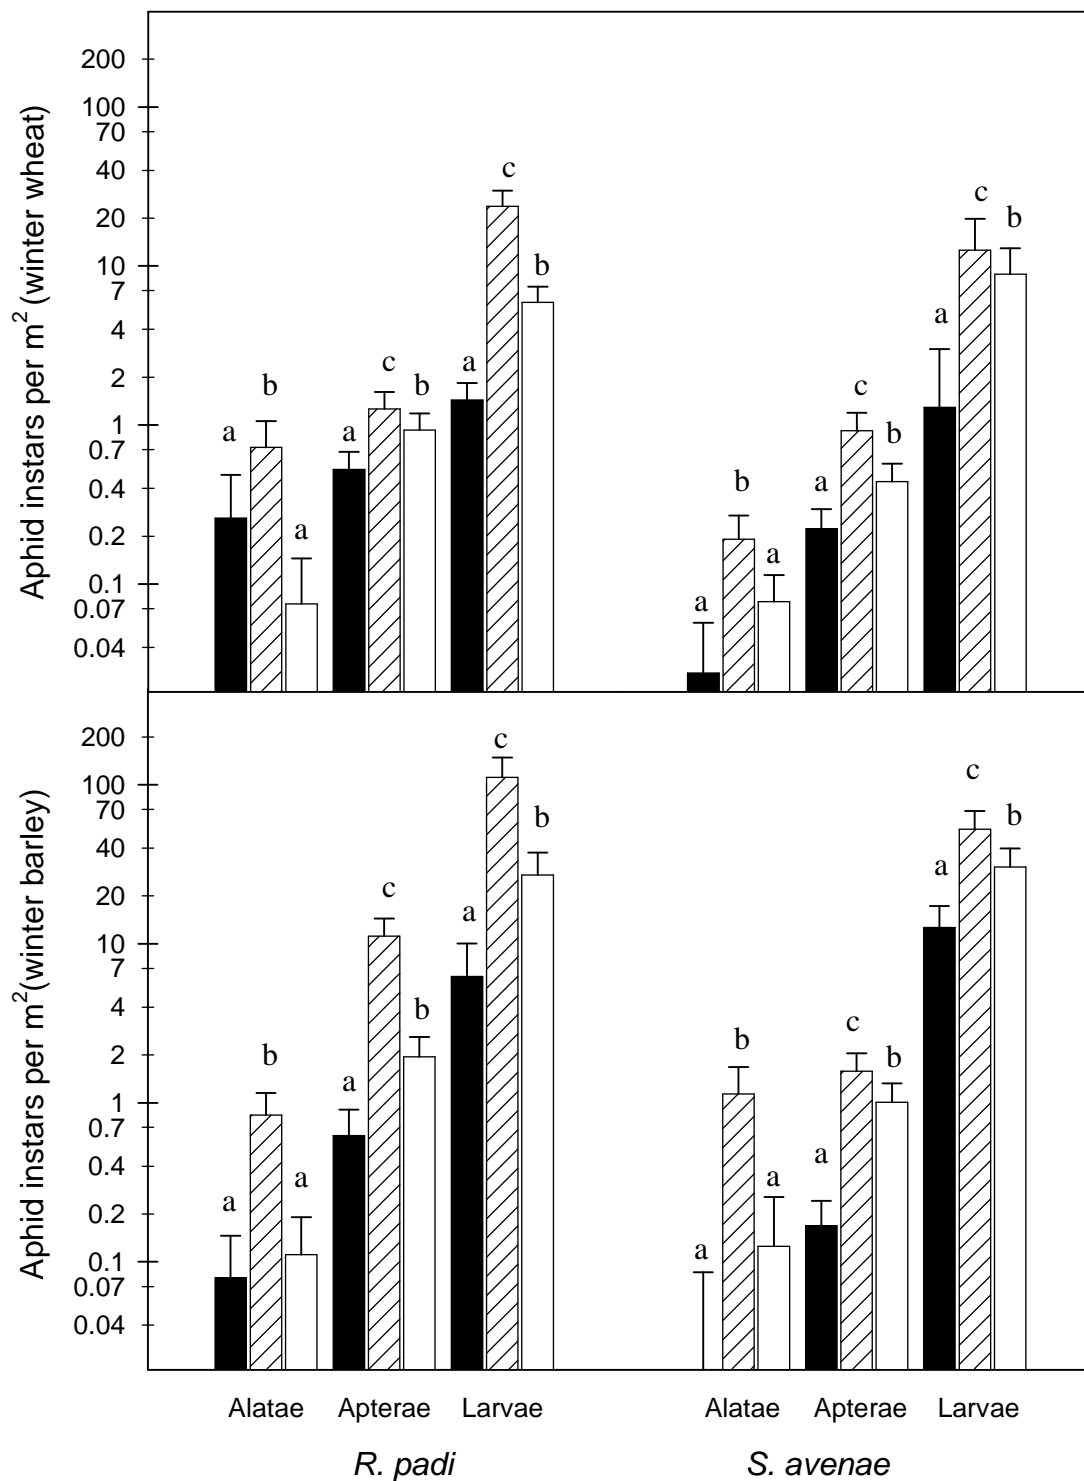 Aphid instars per m² (winter wheat)
200
100
70
40
20
10
7
4
2
1
0.7
0.4
0.2
0.1
0.07
0.04
a b a
a c b
a c b
a b a
a c b
a c b
Aphid instars per m²(winter barley)
200
100
70
40
20
10
7
4
2
1
0.7
0.4
0.2
0.1
0.07
0.04
a b a
a c b
a c b
a b a
a c b
a c b
Alatae Apterae Larvae Alatae Apterae Larvae
R. padi S. avenae